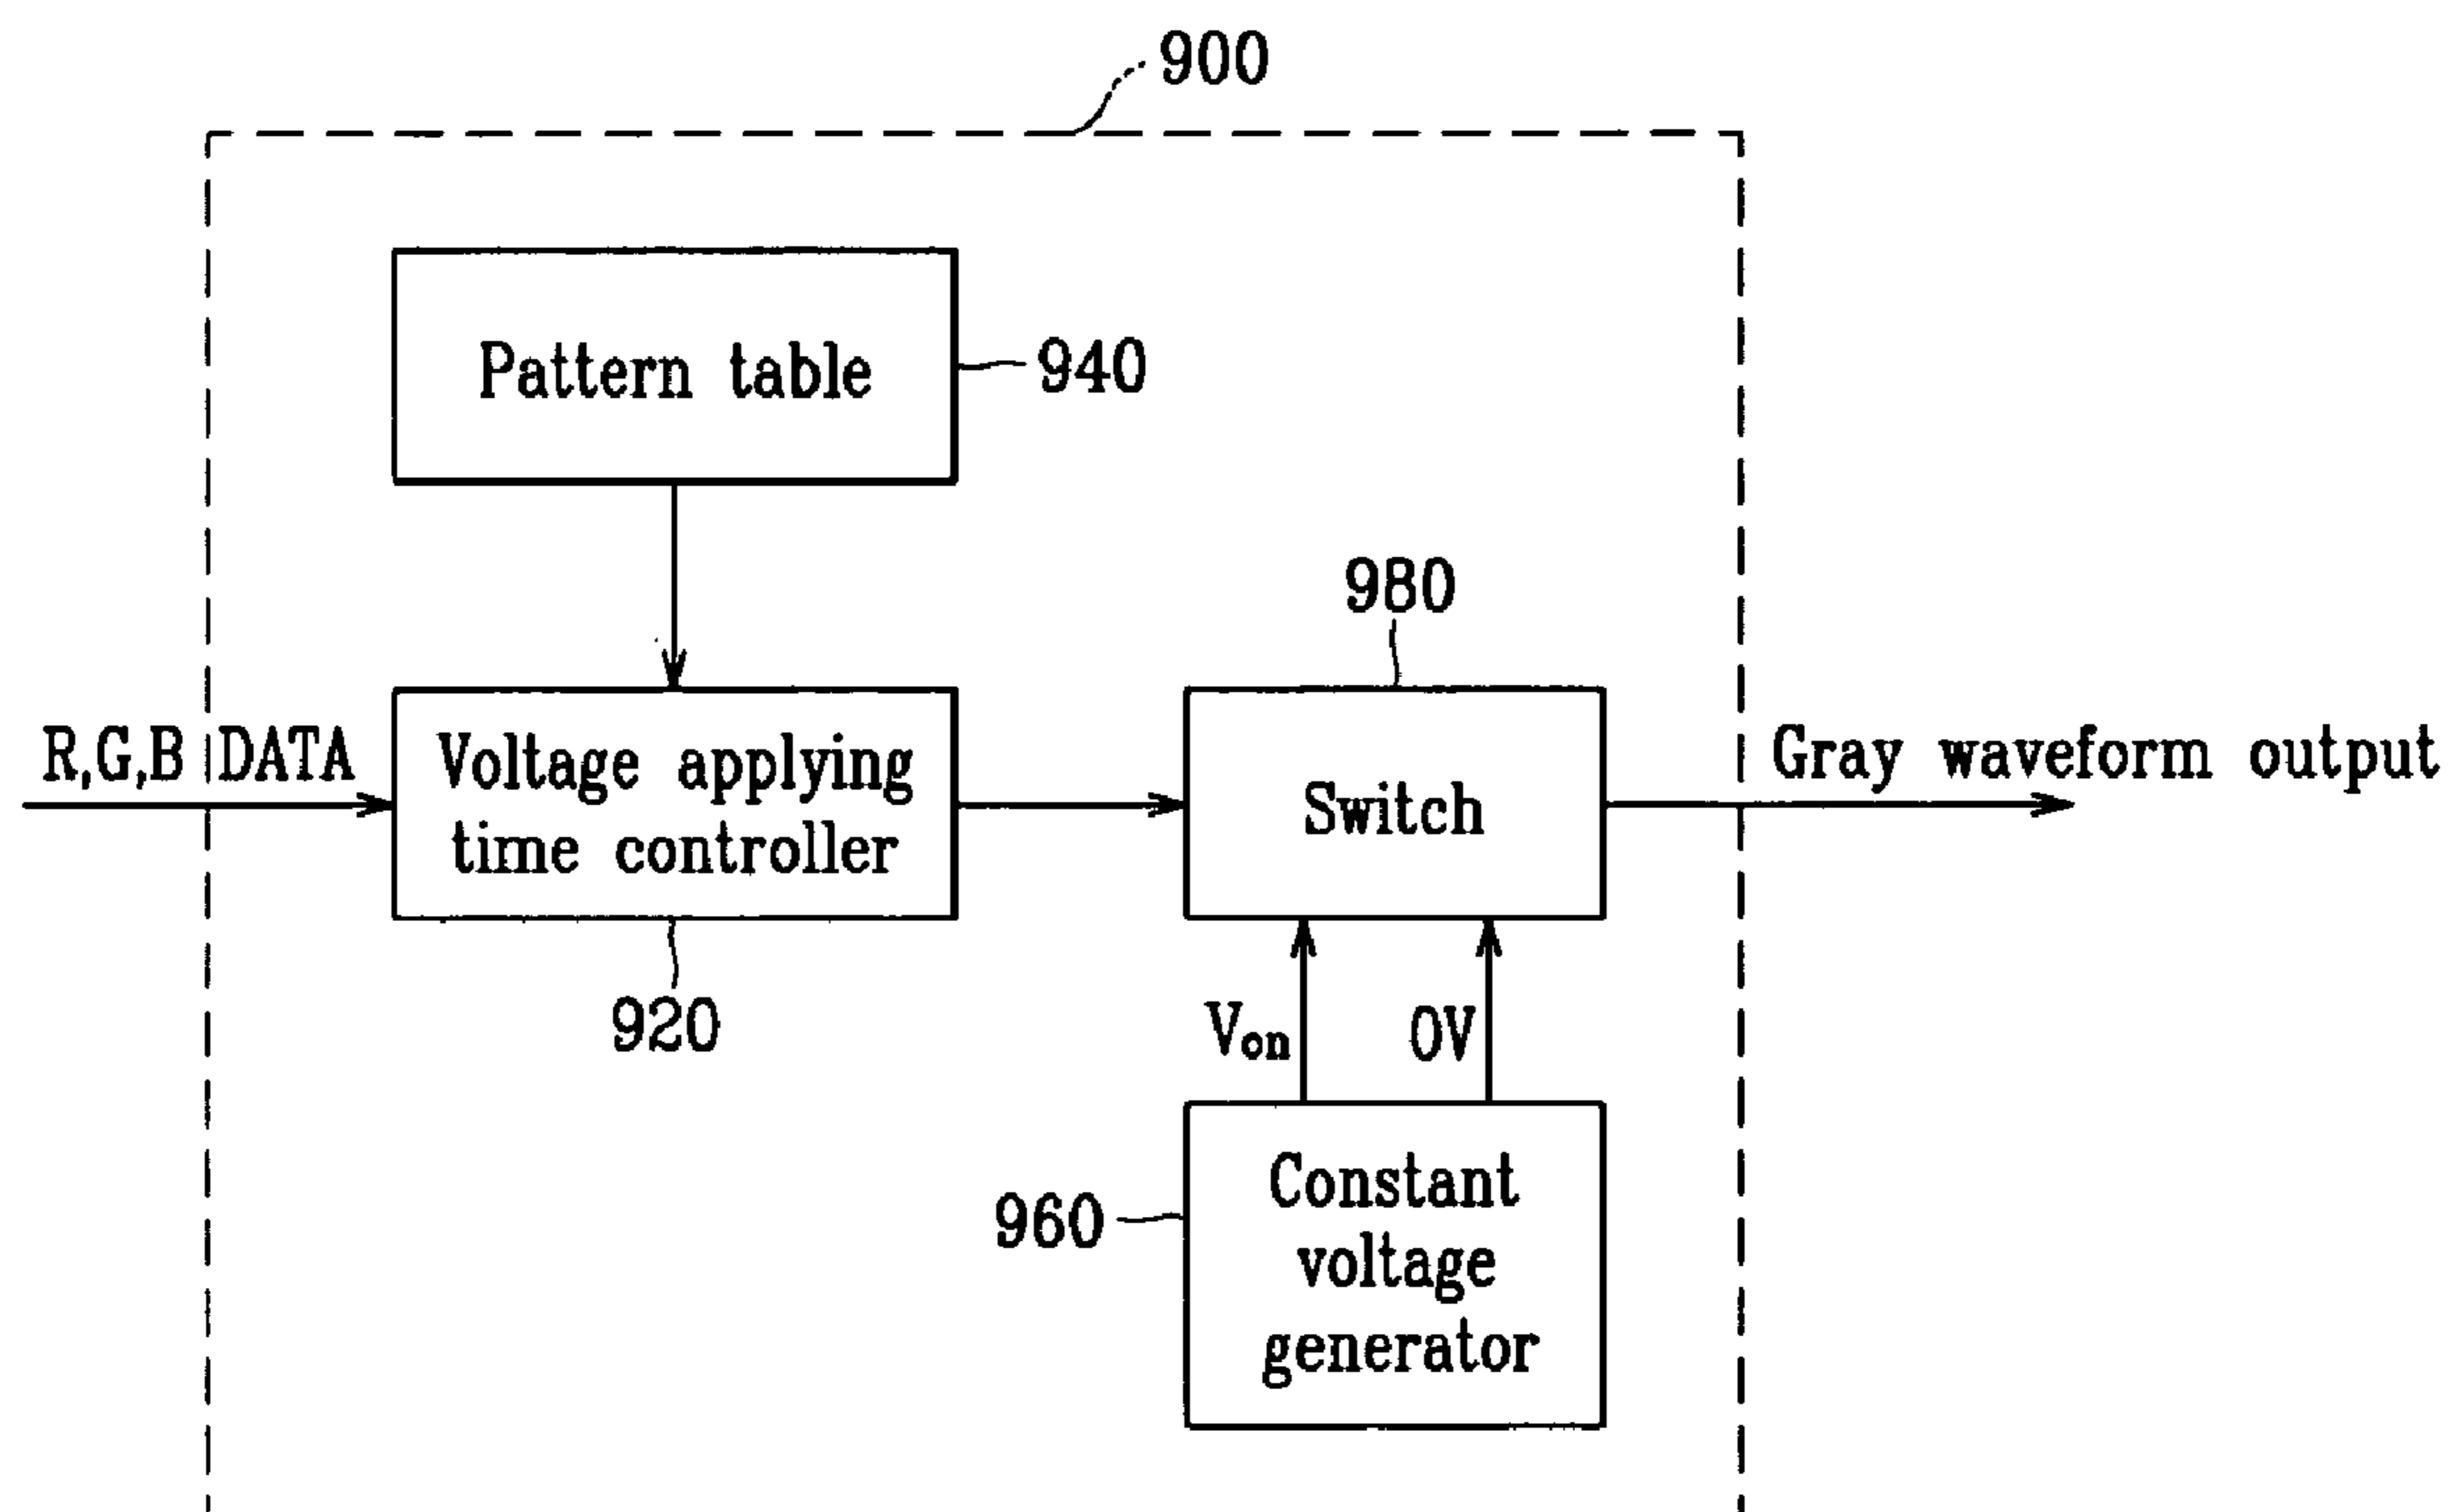 900
Pattern table
940
980
R,G,B DATA
Voltage applying
time controller
Switch
Gray waveform output
920
Von
0V
960
Constant
voltage
generator